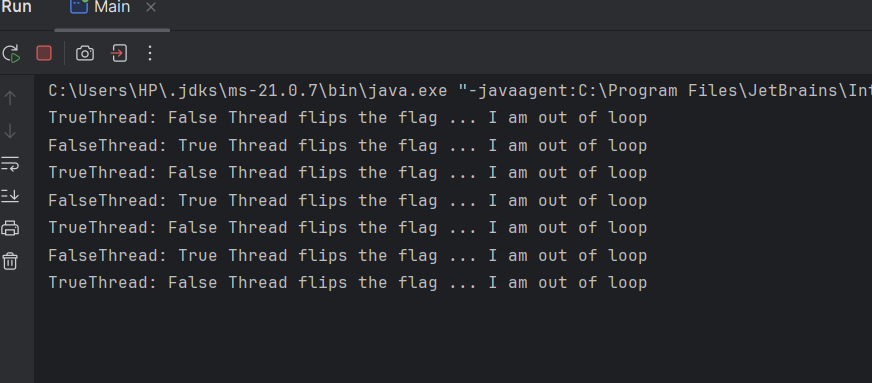 Run Main
C:\Users\HP\.jdks\ms-21.0.7\bin\java.exe "-javaagent:C:\Program Files\JetBrains\Int
TrueThread: False Thread flips the flag ... I am out of loop
FalseThread: True Thread flips the flag ... I am out of loop
TrueThread: False Thread flips the flag ... I am out of loop
FalseThread: True Thread flips the flag ... I am out of loop
TrueThread: False Thread flips the flag ... I am out of loop
FalseThread: True Thread flips the flag ... I am out of loop
TrueThread: False Thread flips the flag ... I am out of loop